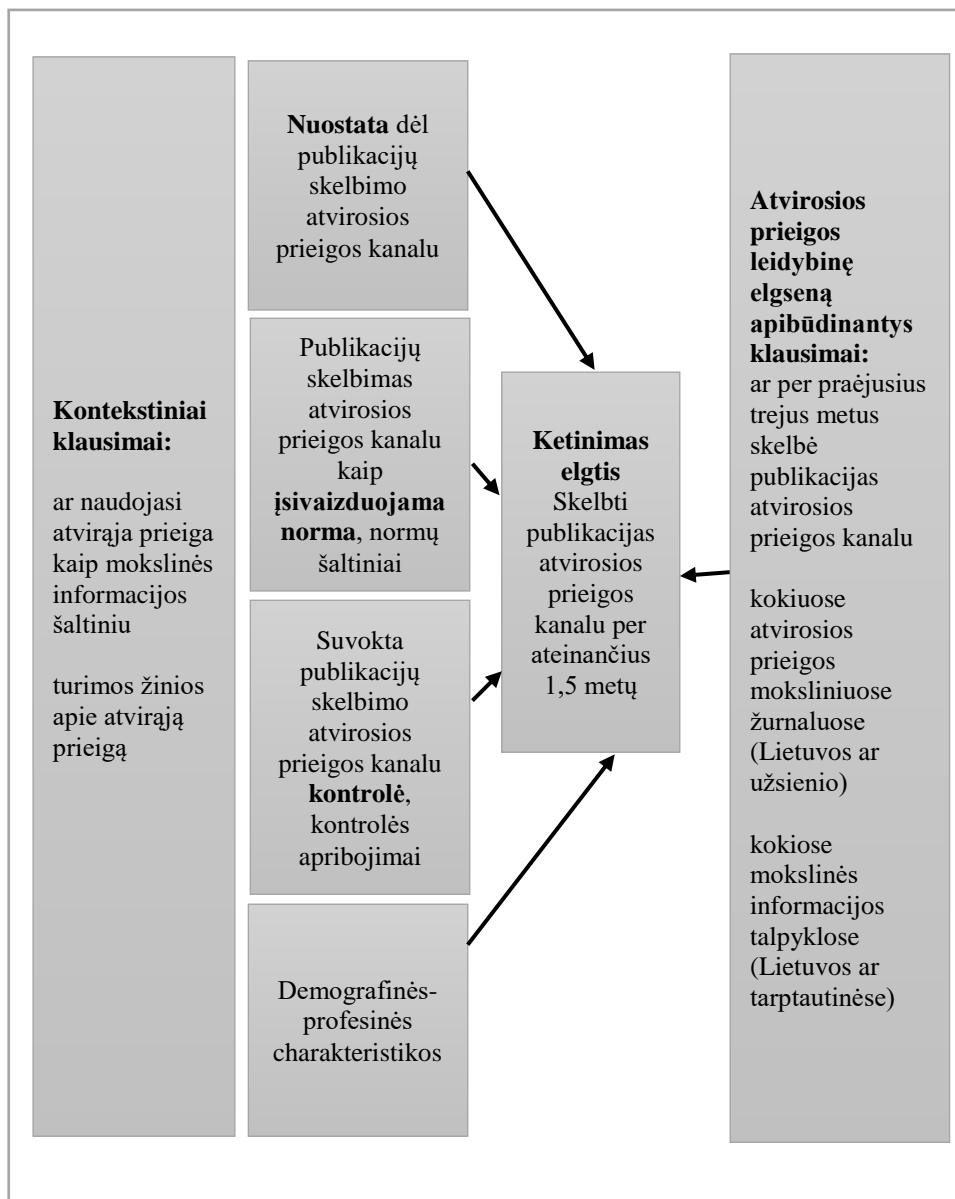 Kontekstiniai
klausimai:
ar naudojasi
atvirąja prieiga
kaip mokslinės
informacijos
šaltiniu
turimos žinios
apie atvirąją
prieigą
Nuostata dėl
publikacijų
skelbimo
atvirosios
prieigos kanalu
Publikacijų
skelbimas
atvirosios
prieigos kanalu
kaip
įsivaizduojama
norma, normų
šaltiniai
Suvokta
publikacijų
skelbimo
atvirosios
prieigos kanalu
kontrolė,
kontrolės
apribojimai
Demografinės-
profesinės
charakteristikos
Ketinimas
elgtis
Skelbti
publikacijas
atvirosios
prieigos
kanalu per
ateinančius
1,5 metų
Atvirosios
prieigos
leidybinę
elgseną
apibūdinantys
klausimai:
ar per praėjusius
trejus metus
skelbė
publikacijas
atvirosios
prieigos kanalu
kokiuose
atvirosios
prieigos
moksliniuose
žurnaluose
(Lietuvos ar
užsienio)
kokiose
mokslinės
informacijos
talpyklose
(Lietuvos ar
tarptautinėse)